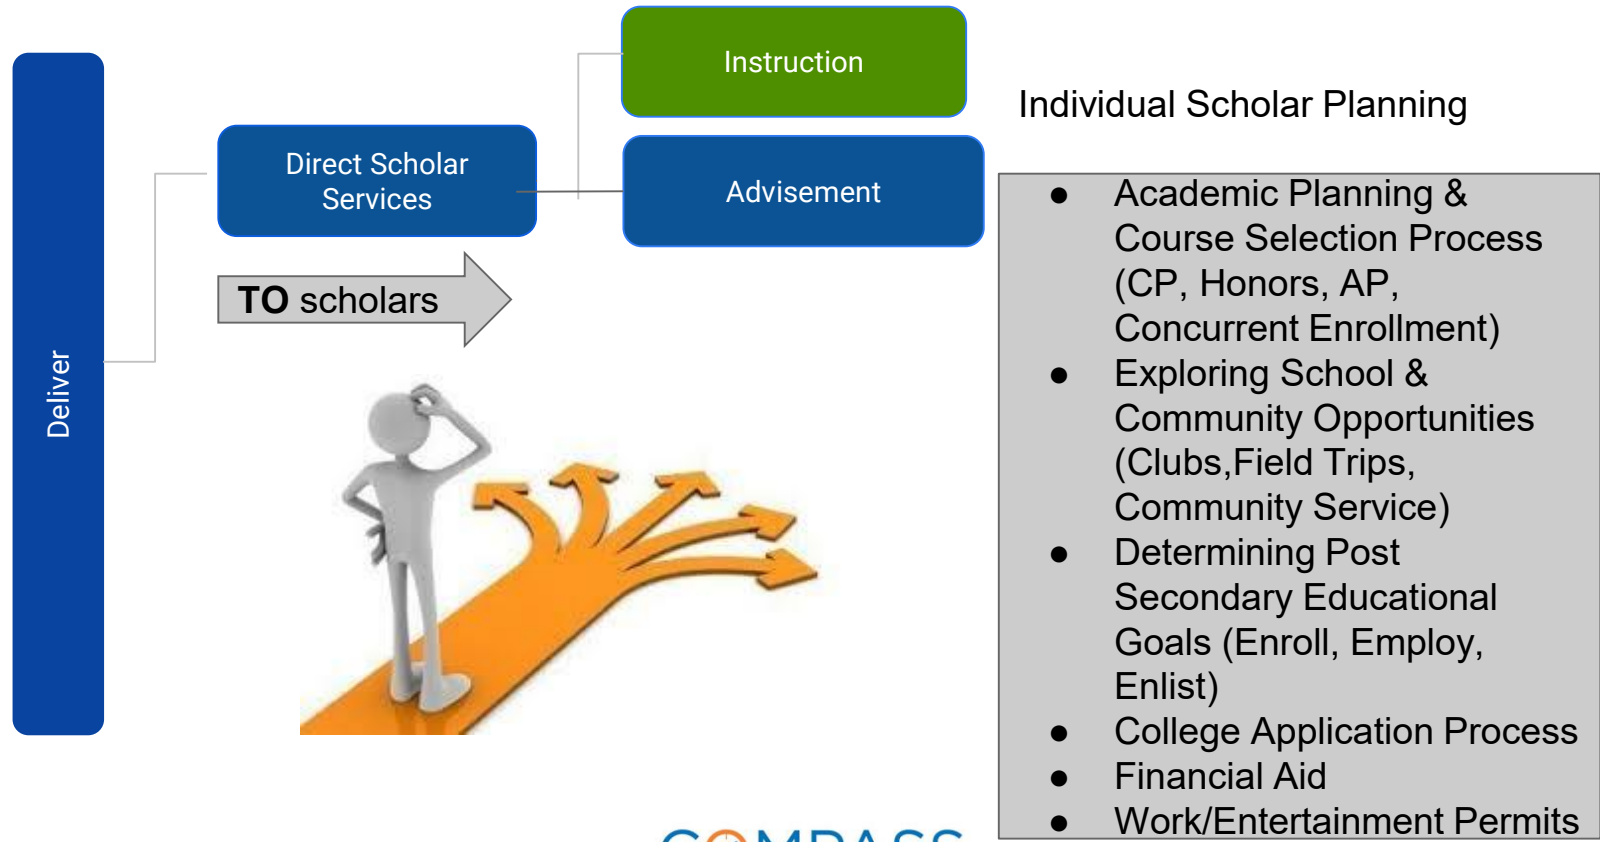 Instruction
Individual Scholar Planning
Direct Scholar
Services
Advisement
TO scholars
Deliver
● Academic Planning &
Course Selection Process
(CP, Honors, AP,
Concurrent Enrollment)
● Exploring School &
Community Opportunities
(Clubs,Field Trips,
Community Service)
● Determining Post
Secondary Educational
Goals (Enroll, Employ,
Enlist)
● College Application Process
● Financial Aid
● Work/Entertainment Permits
COMPASS